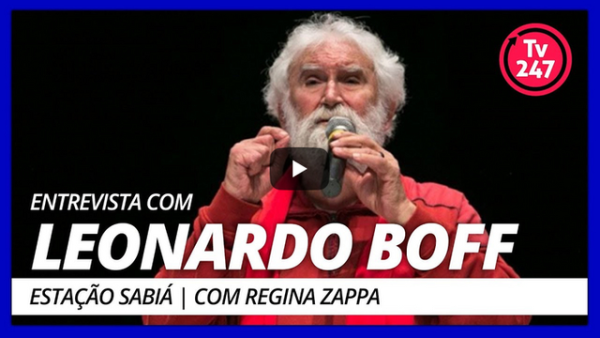 Tv
247
ENTREVISTA COM
LEONARDO BOFF
ESTAÇÃO SABIÁ | COM REGINA ZAPPA